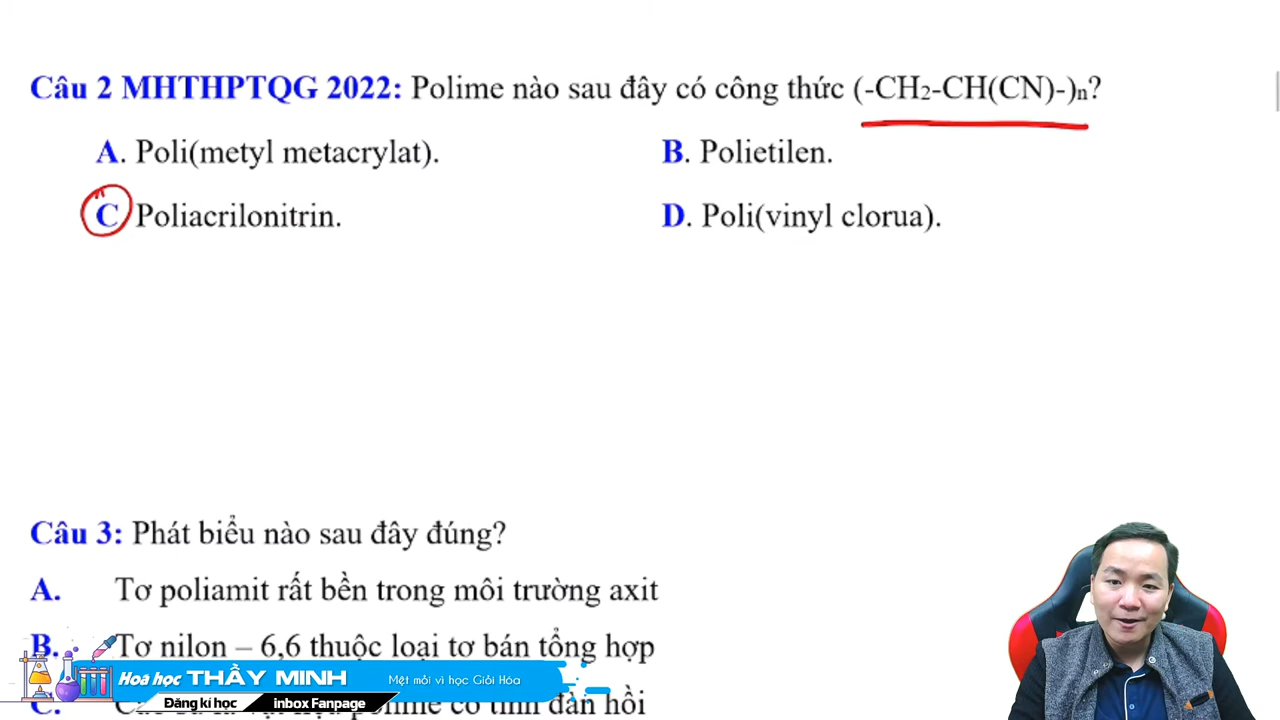 Câu 2 MHTHPTQG 2022: Polime nào sau đây có công thức (-CH2-CH(CN)-)n?
A. Poli(metyl metacrylat). B. Polietilen.
C Poliacrilonitrin. D. Poli(vinyl clorua).
Câu 3: Phát biểu nào sau đây đúng?
A. Tơ poliamit rất bền trong môi trường axit
B. Tơ nilon – 6,6 thuộc loại tơ bán tổng hợp
C. polime có tính đàn hồi
Hoá học THẦY MINH Mệt mỏi vì học Giỏi Hóa
Đăng kí học inbox Fanpage